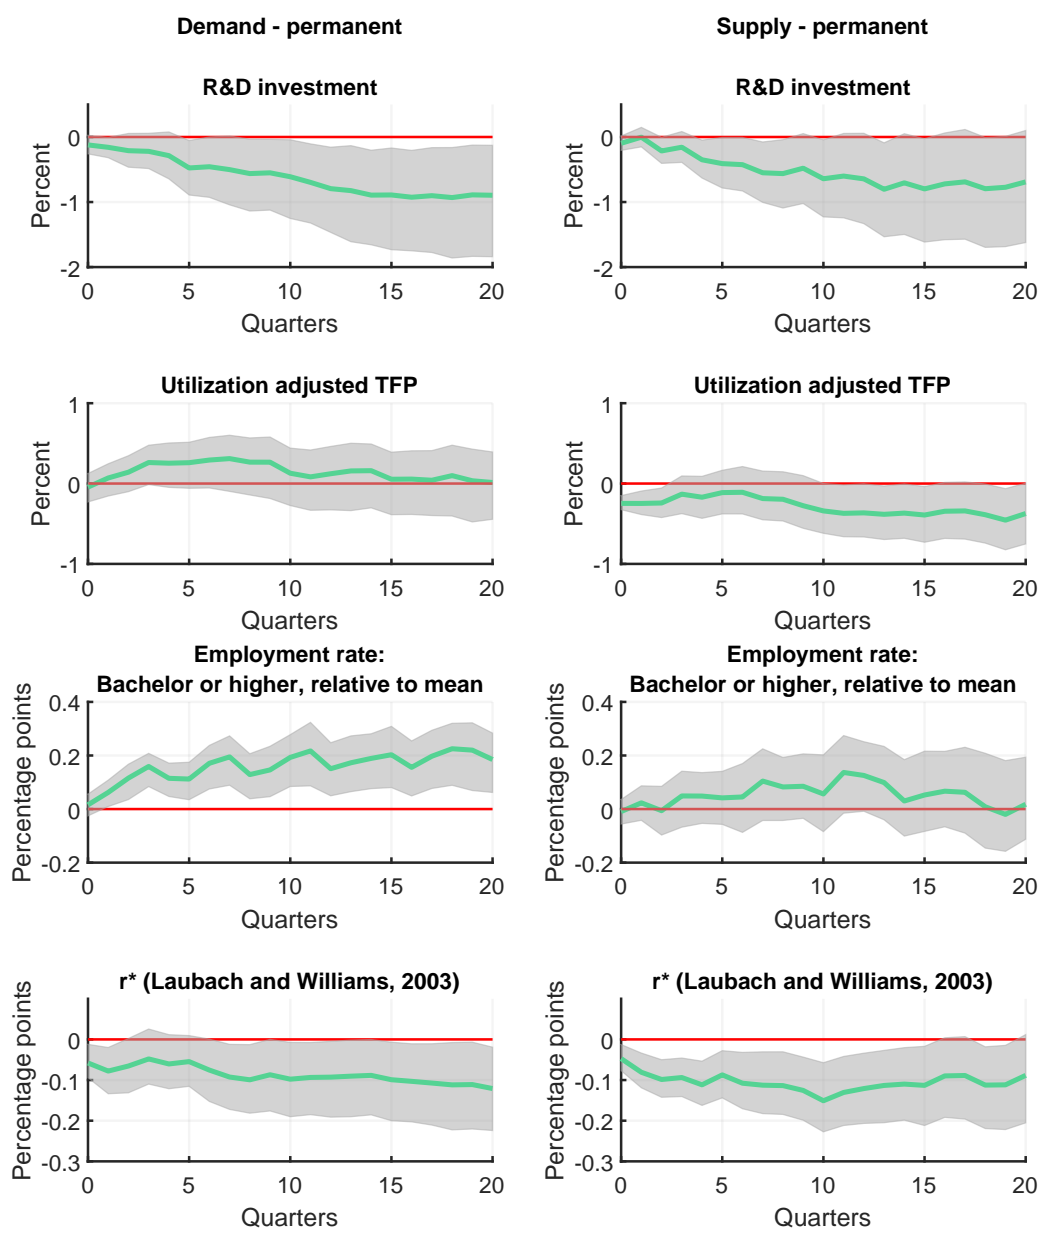 Demand - permanent
Supply - permanent
R&D investment
0
-1
-2
Percent
0 5 10 15 20
Quarters
R&D investment
0
-1
-2
Percent
0 5 10 15 20
Quarters
Utilization adjusted TFP
1
0
-1
Percent
0 5 10 15 20
Quarters
Utilization adjusted TFP
1
0
-1
Percent
0 5 10 15 20
Quarters
Employment rate:
Bachelor or higher, relative to mean
0.4
0.2
0
-0.2
Percentage points
0 5 10 15 20
Quarters
Employment rate:
Bachelor or higher, relative to mean
0.4
0.2
0
-0.2
Percentage points
0 5 10 15 20
Quarters
r* (Laubach and Williams, 2003)
0
-0.1
-0.2
-0.3
Percentage points
0 5 10 15 20
Quarters
r* (Laubach and Williams, 2003)
0
-0.1
-0.2
-0.3
Percentage points
0 5 10 15 20
Quarters